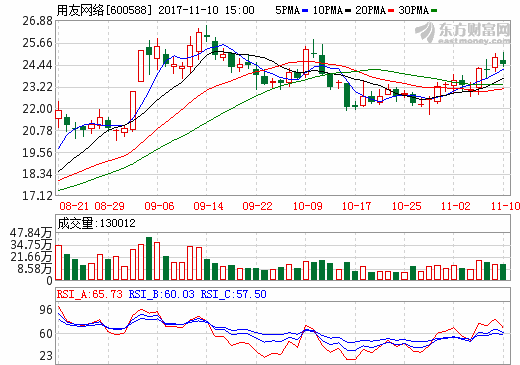 用友网络[600588] 2017-11-10 15:00 5PMA 10PMA 20PMA 30PMA
东方财富网
eastmoney.com
26.88
25.66
24.44
23.22
22.00
20.78
19.56
18.34
17.12
08-21 08-29 09-06 09-14 09-22 10-09 10-17 10-25 11-02 11-10
成交量:130012
47.84万
34.75万
21.66万
8.58万
0
RSI_A:65.73 RSI_B:60.03 RSI_C:57.50
96
60
23